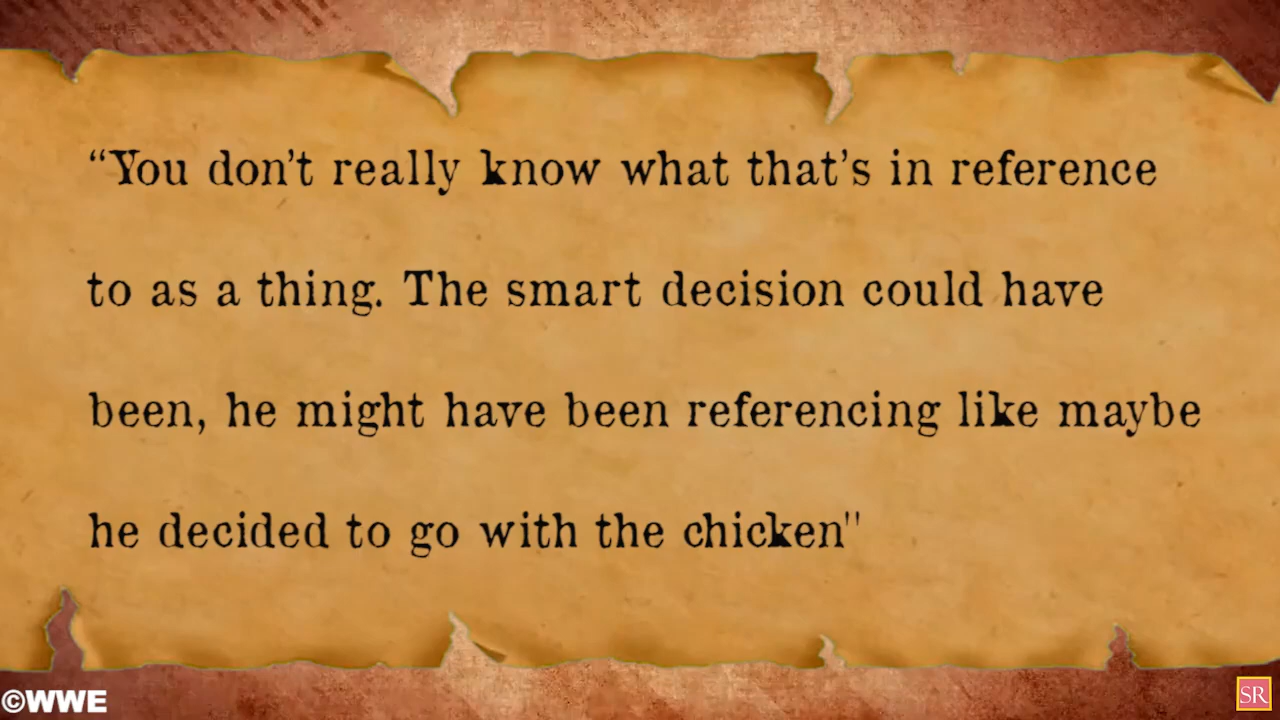 “You don’t really know what that’s in reference
to as a thing. The smart decision could have
been, he might have been referencing like maybe
he decided to go with the chicken"
©WWE
SR